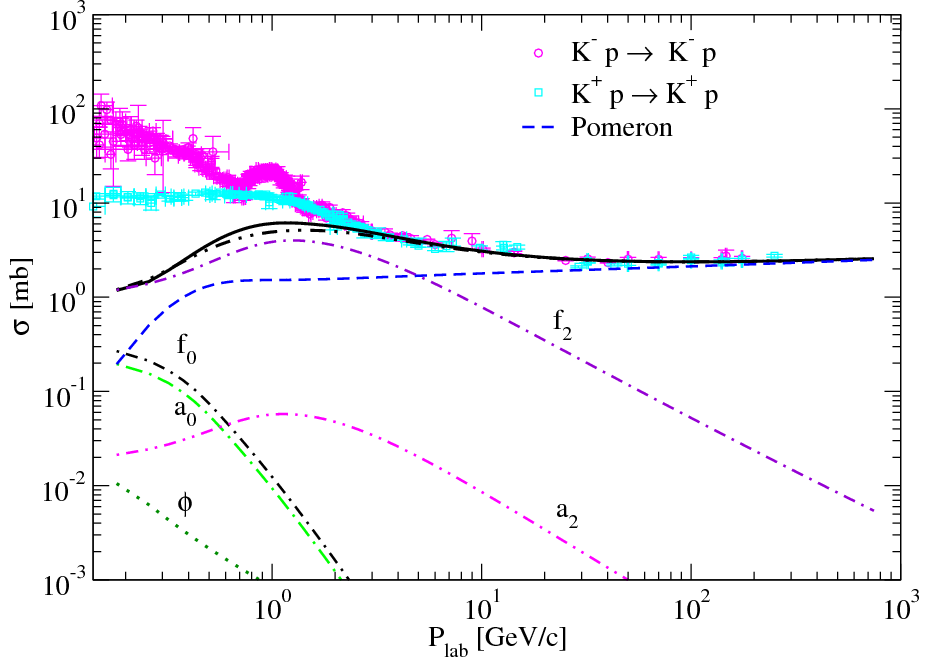 10³
10²
10¹
10⁰
10⁻¹
10⁻²
10⁻³
σ [mb]
K⁻ p → K⁻ p
K⁺ p → K⁺ p
Pomeron
f₂
f₀
a₀
ϕ
a₂
10⁰ 10¹ 10² 10³
P_lab [GeV/c]